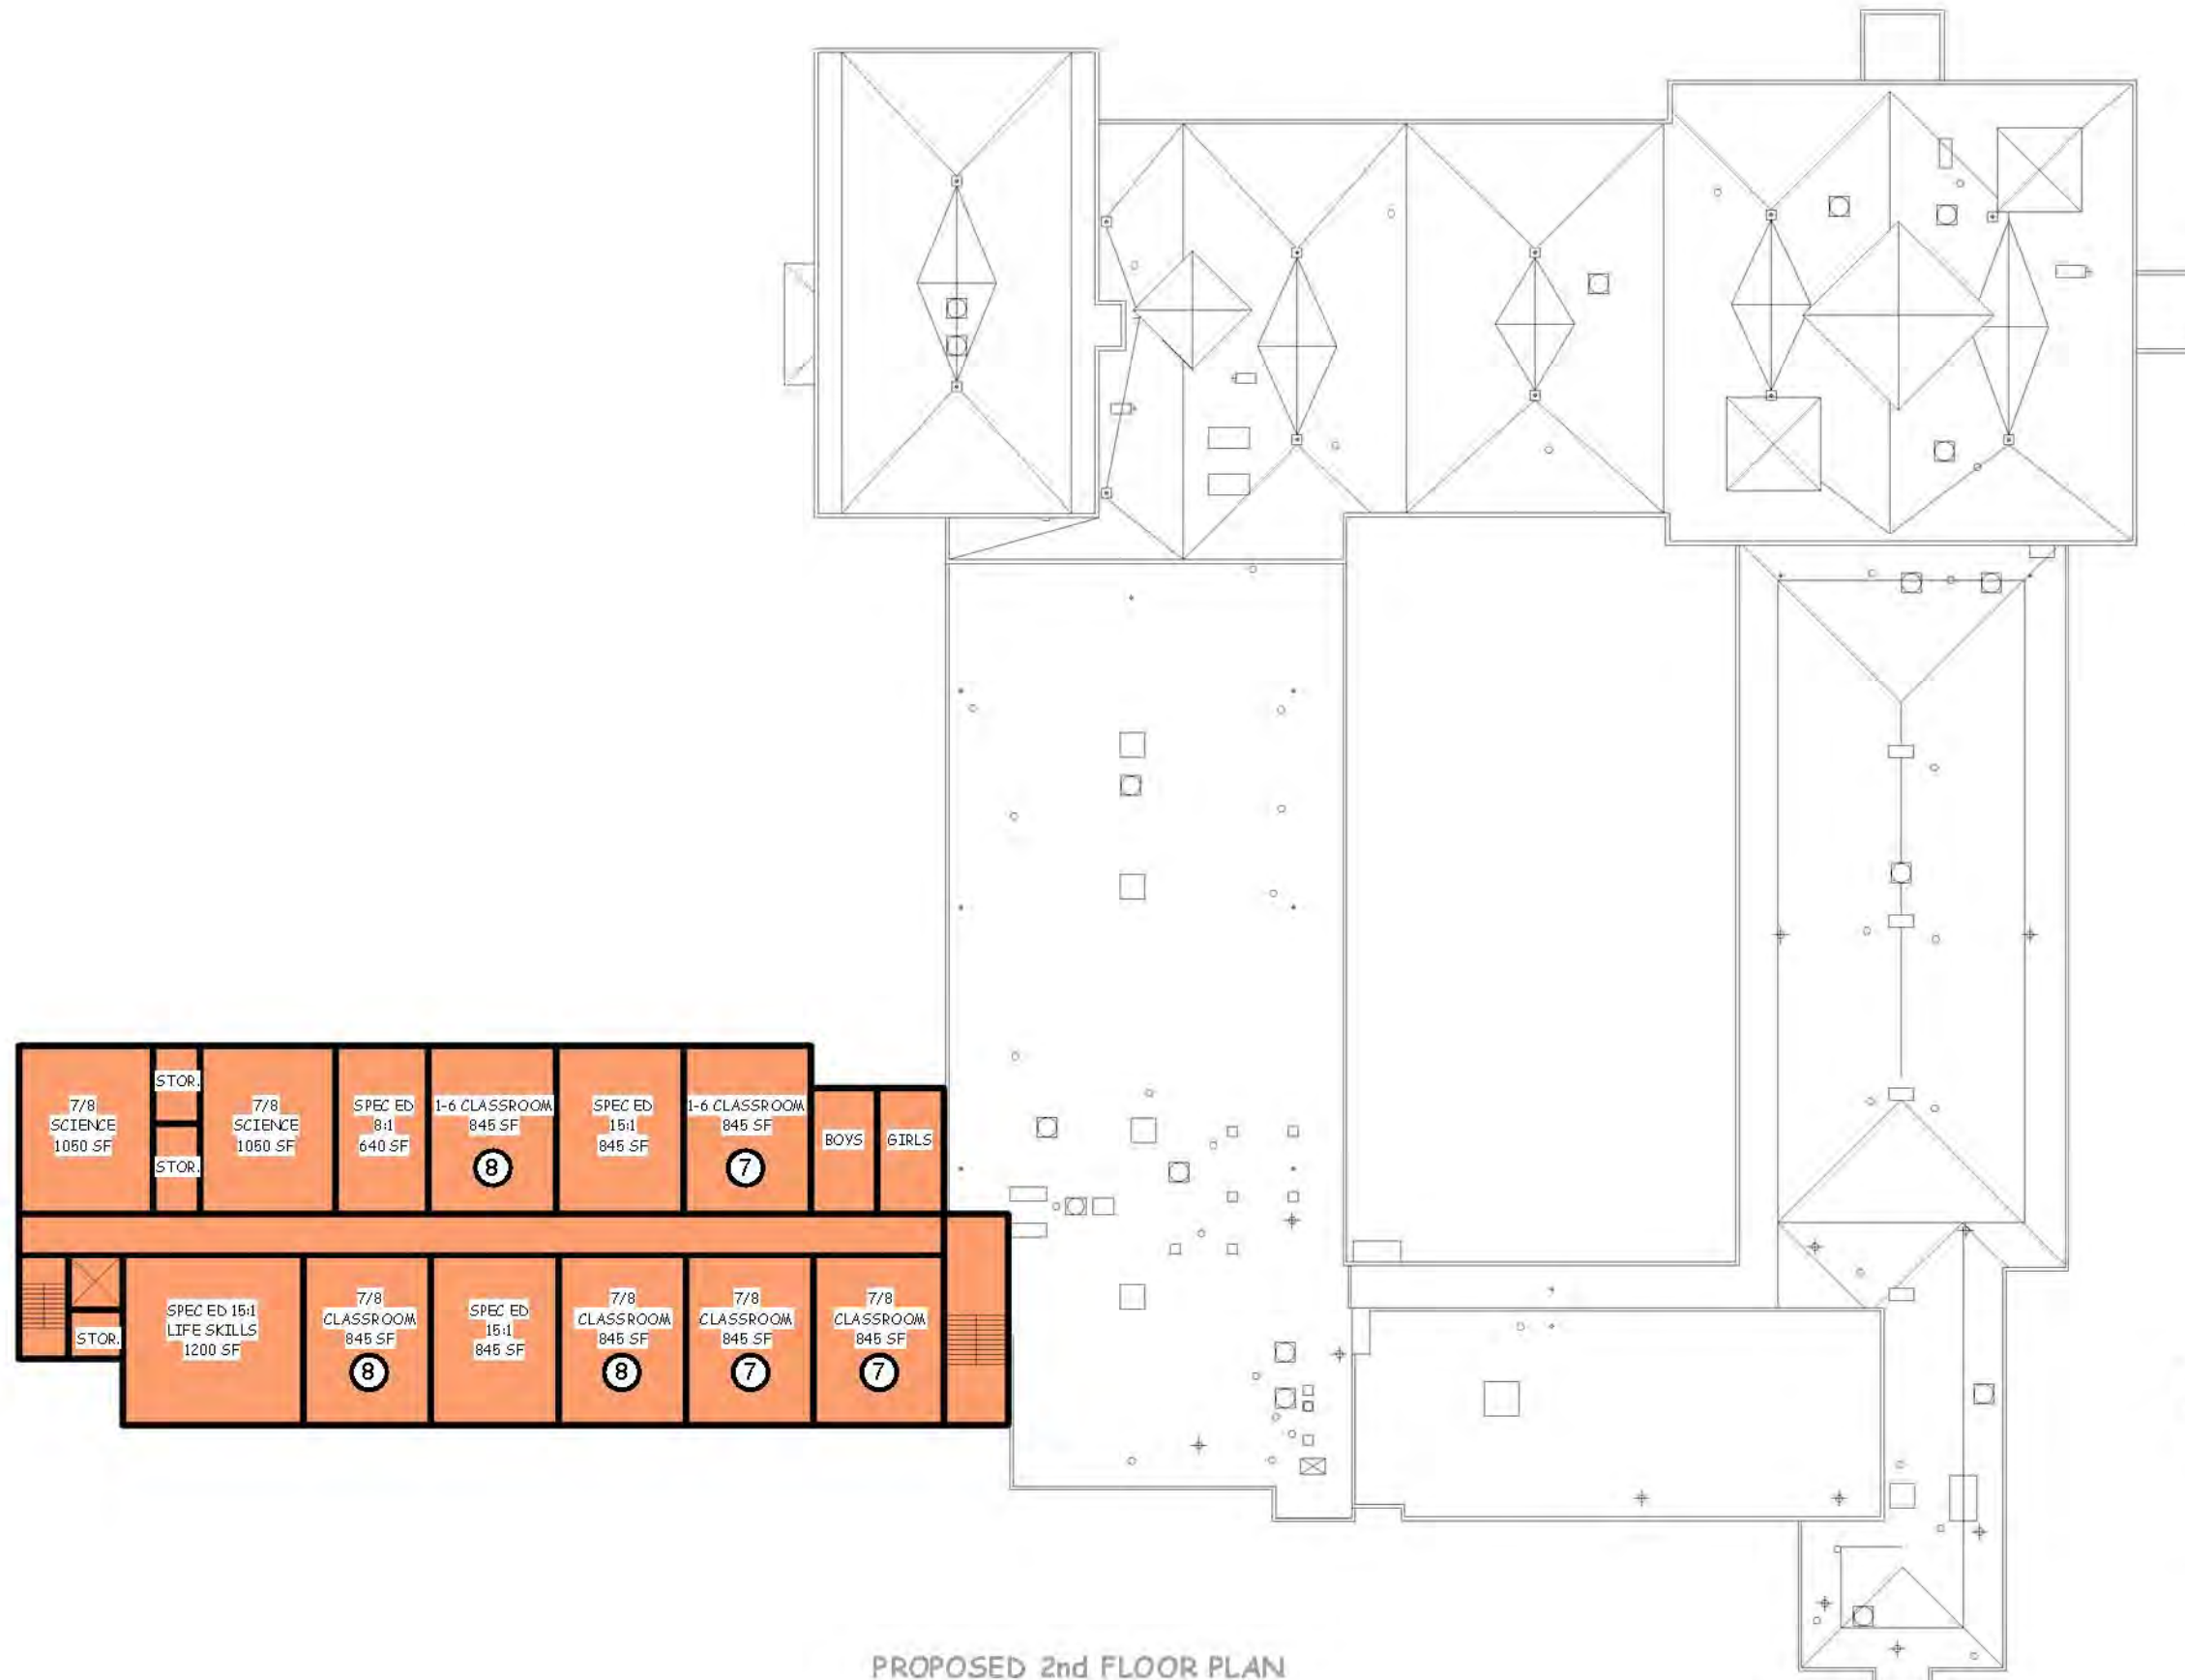 7/8
SCIENCE
1050 SF
STOR.
STOR.
7/8
SCIENCE
1050 SF
SPEC ED
8:1
640 SF
1-6 CLASSROOM
845 SF
8
SPEC ED
15:1
845 SF
1-6 CLASSROOM
845 SF
7
BOYS
GIRLS
STOR.
SPEC ED 15:1
LIFE SKILLS
1200 SF
7/8
CLASSROOM
845 SF
8
SPEC ED
15:1
845 SF
7/8
CLASSROOM
845 SF
8
7/8
CLASSROOM
845 SF
7
7/8
CLASSROOM
845 SF
7
PROPOSED 2nd FLOOR PLAN